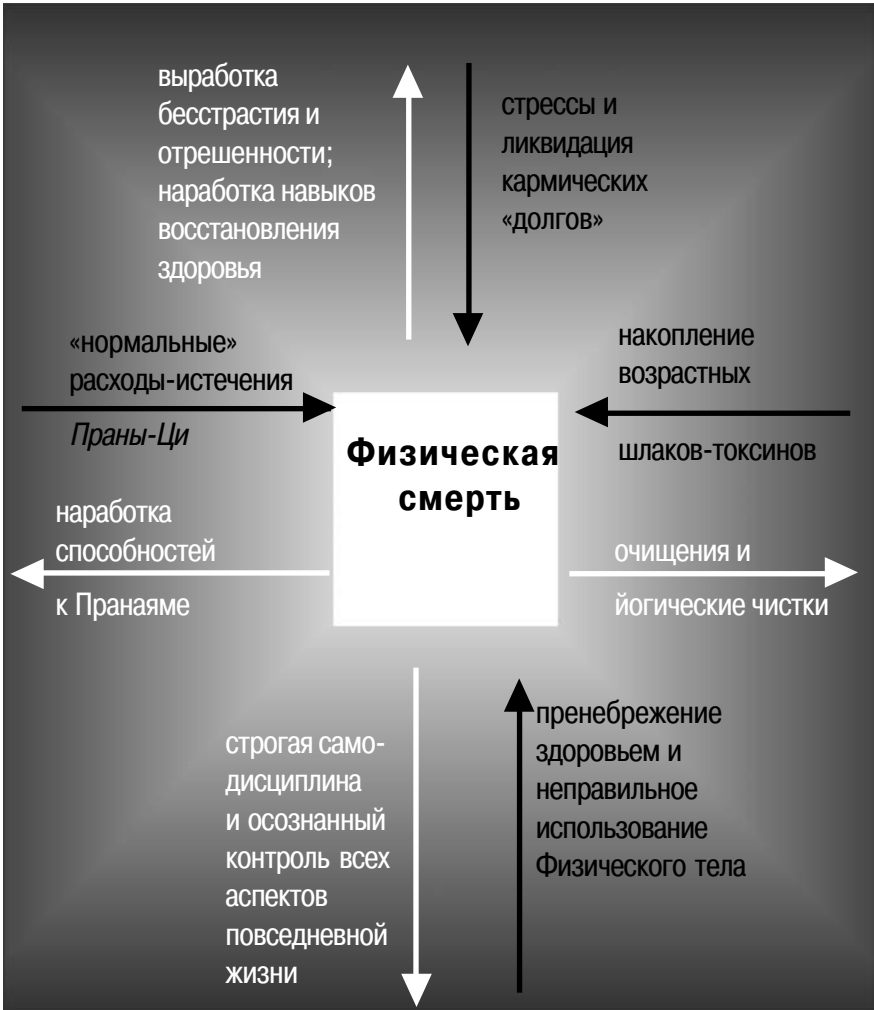 выработка
бесстрастия и
отрешенности;
наработка навыков
восстановления
здоровья
стрессы и
ликвидация
кармических
«долгов»
«нормальные»
расходы-истечения
Праны-Ци
накопление
возрастных
шлаков-токсинов
Физическая
смерть
наработка
способностей
к Пранаяме
очищения и
йогические чистки
строгая само-
дисциплина
и осознанный
контроль всех
аспектов
повседневной
жизни
пренебрежение
здоровьем и
неправильное
использование
Физического тела